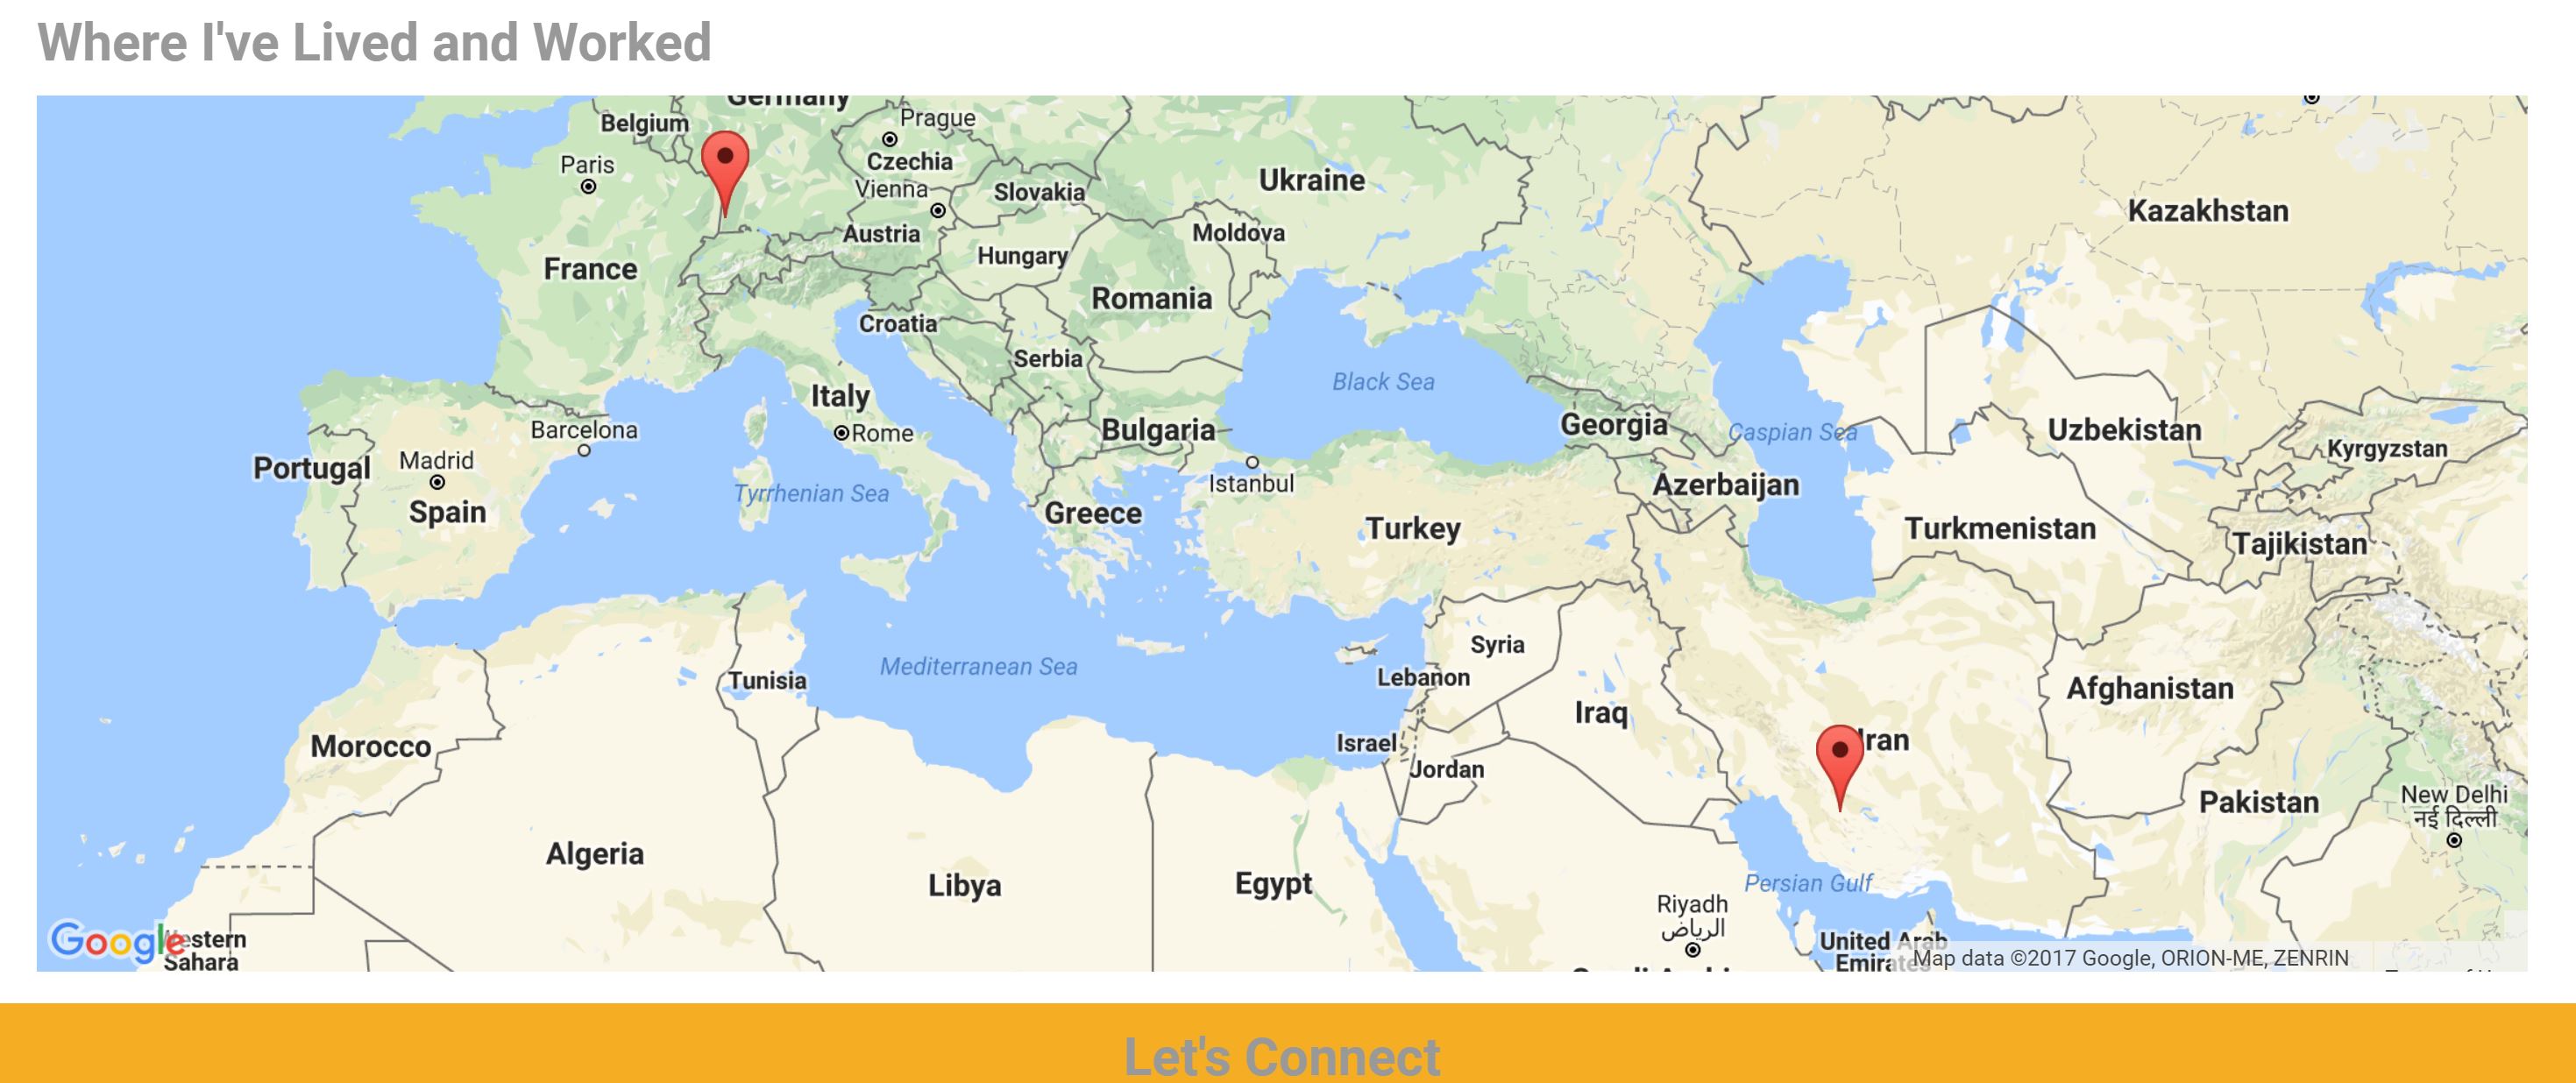 Where I've Lived and Worked
Germany
Belgium
Prague
Czechia
Paris
Vienna
Slovakia
Ukraine
Kazakhstan
Austria
Moldova
Hungary
France
Romania
Croatia
Serbia
Black Sea
Italy
Rome
Barcelona
Bulgaria
Georgia
Caspian Sea
Uzbekistan
Kyrgyzstan
Portugal
Madrid
Spain
Tyrrhenian Sea
Istanbul
Greece
Turkey
Azerbaijan
Turkmenistan
Tajikistan
Mediterranean Sea
Tunisia
Syria
Lebanon
Iraq
Afghanistan
Morocco
Israel
Jordan
Iran
Pakistan
New Delhi
नई दिल्ली
Algeria
Libya
Egypt
Persian Gulf
Riyadh
الرياض
Google
Western
Sahara
United Arab
Emirates
Map data ©2017 Google, ORION-ME, ZENRIN
Let's Connect